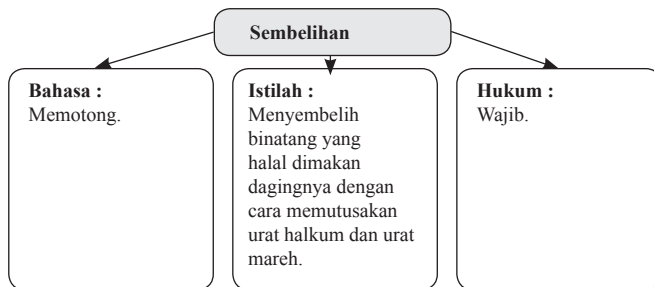 Sembelihan
Bahasa :
Memotong.
Istilah :
Menyembelih
binatang yang
halal dimakan
dagingnya dengan
cara memutusakan
urat halkum dan urat
mareh.
Hukum :
Wajib.